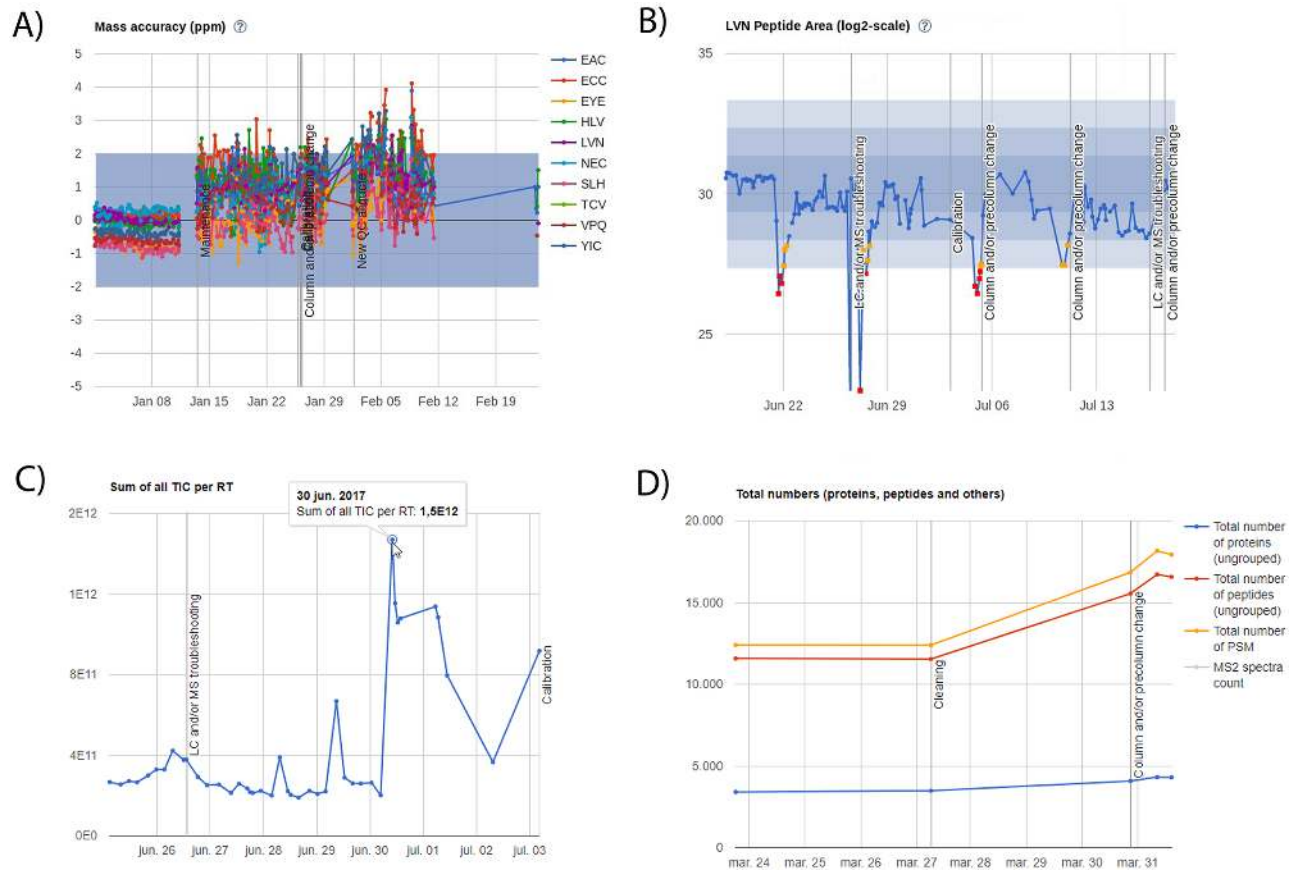 A)
Mass accuracy (ppm) ?
5
4
3
2
1
0
-1
-2
-3
-4
-5
Maintenance
Column and/or precolumn change
New QC aliquote
Jan 08
Jan 15
Jan 22
Jan 29
Feb 05
Feb 12
Feb 19
EAC
ECC
EYE
HLV
LVN
NEC
SLH
TCV
VPQ
YIC
B)
LVN Peptide Area (log2-scale) ?
35
30
25
LC and/or MS troubleshooting
Calibration
Column and/or precolumn change
Column and/or precolumn change
LC and/or MS troubleshooting
Column and/or precolumn change
Jun 22
Jun 29
Jul 06
Jul 13
C)
Sum of all TIC per RT
30 jun. 2017
Sum of all TIC per RT: 1,5E12
2E12
1E12
8E11
4E11
0E0
LC and/or MS troubleshooting
Calibration
jun. 26
jun. 27
jun. 28
jun. 29
jun. 30
jul. 01
jul. 02
jul. 03
D)
Total numbers (proteins, peptides and others)
20.000
15.000
10.000
5.000
0
Cleaning
Column and/or precolumn change
mar. 24
mar. 25
mar. 26
mar. 27
mar. 28
mar. 29
mar. 30
mar. 31
Total number
of proteins
(ungrouped)
Total number
of peptides
(ungrouped)
Total number
of PSM
MS2 spectra
count